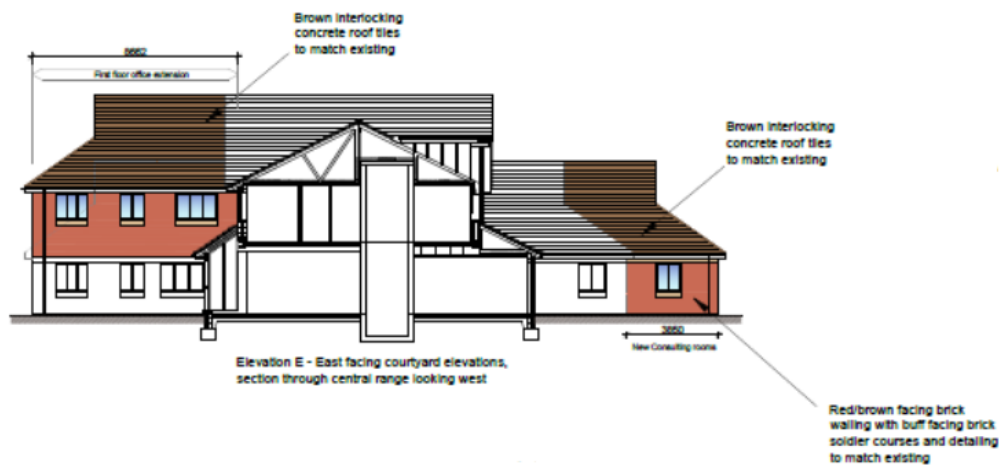 Brown interlocking
concrete roof tiles
to match existing
8662
First floor office extension
Brown interlocking
concrete roof tiles
to match existing
3850
New Consulting rooms
Elevation E - East facing courtyard elevations,
section through central range looking west
Red/brown facing brick
walling with buff facing brick
soldier courses and detailing
to match existing